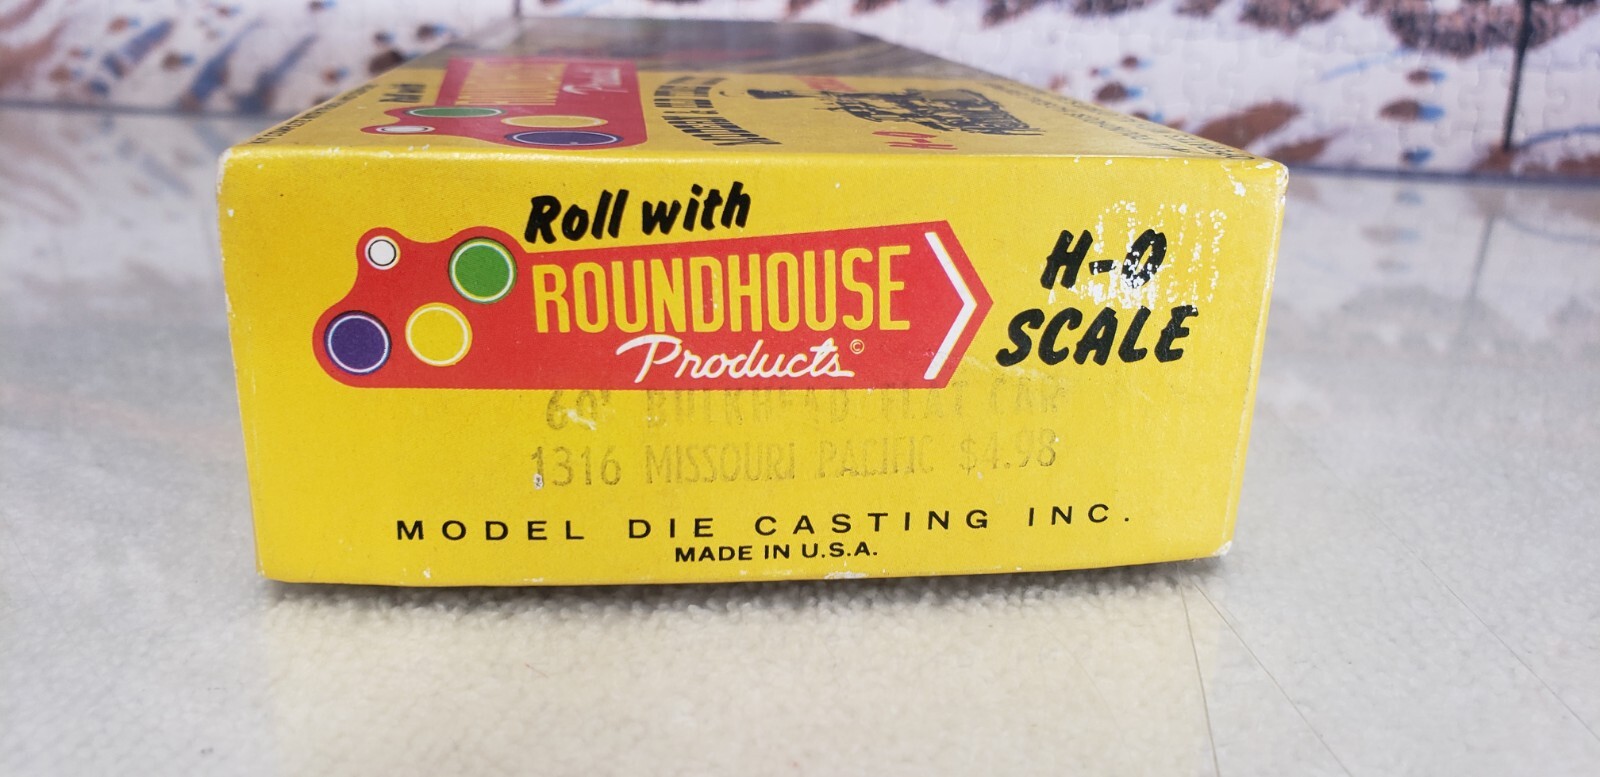 Roll with
ROUNDHOUSE
Products©
H-O
SCALE
60' BULKHEAD FLAT CAR
1316 MISSOURI PACIFIC $4.98
MODEL DIE CASTING INC.
MADE IN U.S.A.